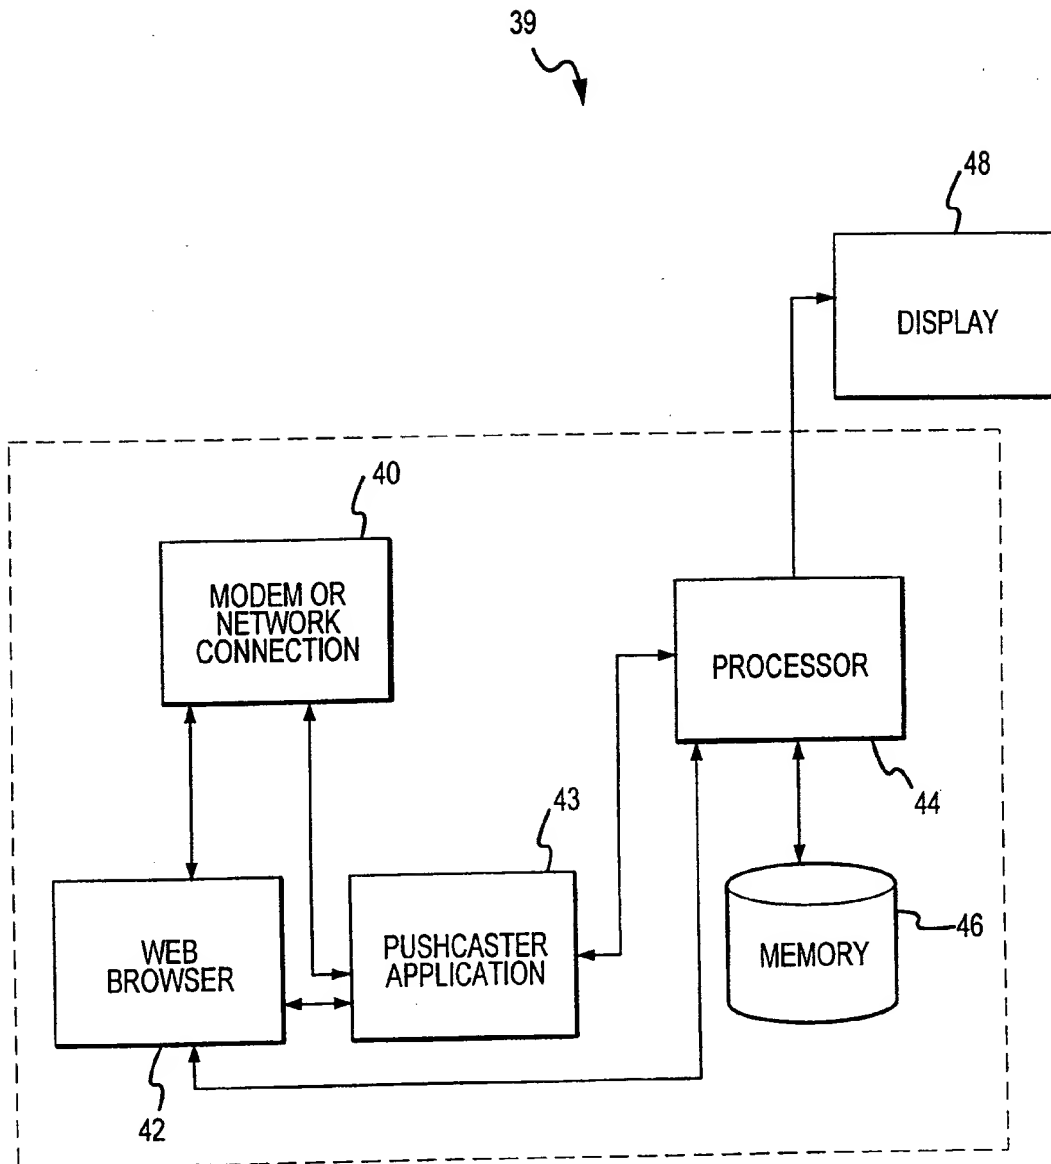 39
48
DISPLAY
40
MODEM OR
NETWORK
CONNECTION
PROCESSOR
44
43
WEB
BROWSER
PUSHCASTER
APPLICATION
MEMORY
46
42